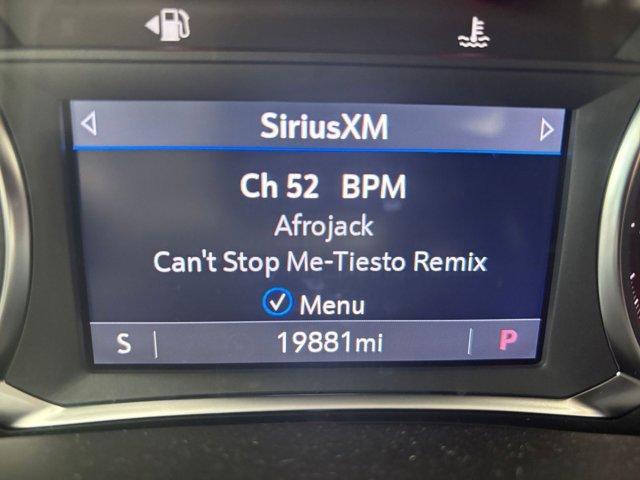 SiriusXM
Ch 52 BPM
Afrojack
Can't Stop Me-Tiesto Remix
Menu
S 19881mi P